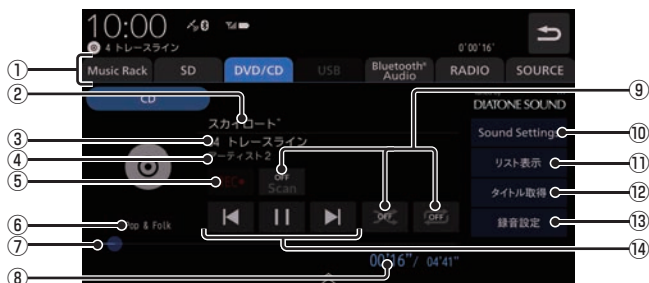 10:00
4 トレースライン
0'00'16"
① Music Rack SD DVD/CD USB Bluetooth® Audio RADIO SOURCE
② CD
DIATONE SOUND
⑨
スカイロード
③ 4 トレースライン
④ アーティスト2
⑤ REC● OFF Scan
Sound Settings ⑩
リスト表示 ⑪
タイトル取得 ⑫
録音設定 ⑬
⑥ Pop & Folk
OFF OFF
⑦
⑭
⑧ 00'16"/ 04'41"